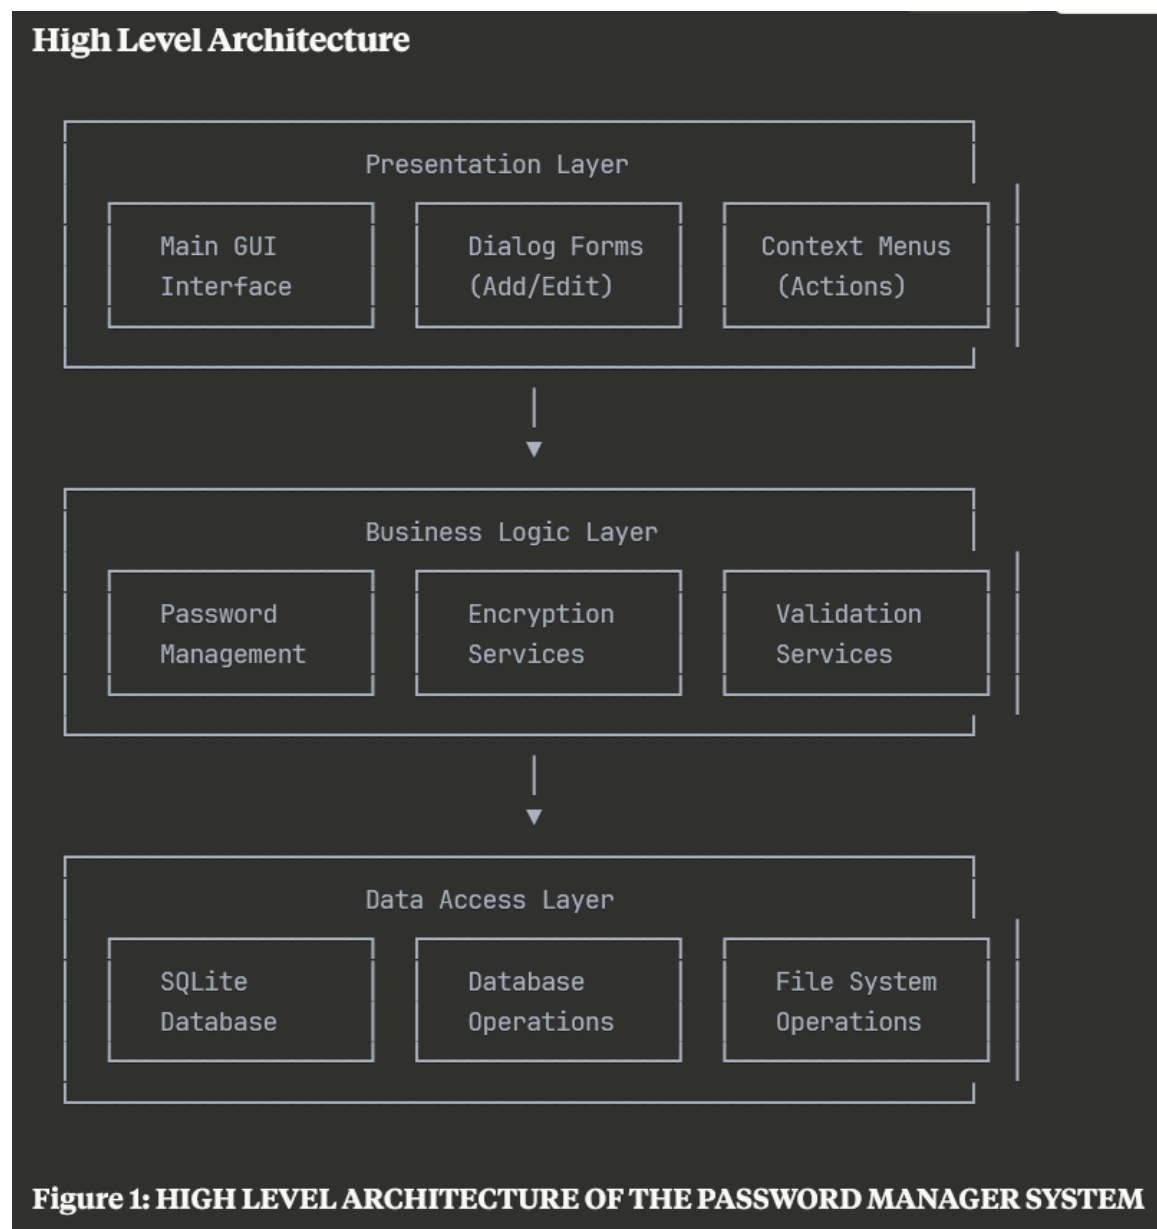 High Level Architecture
Presentation Layer
Main GUI Dialog Forms Context Menus
Interface (Add/Edit) (Actions)
Business Logic Layer
Password Encryption Validation
Management Services Services
Data Access Layer
SQLite Database File System
Database Operations Operations
Figure 1: HIGH LEVEL ARCHITECTURE OF THE PASSWORD MANAGER SYSTEM